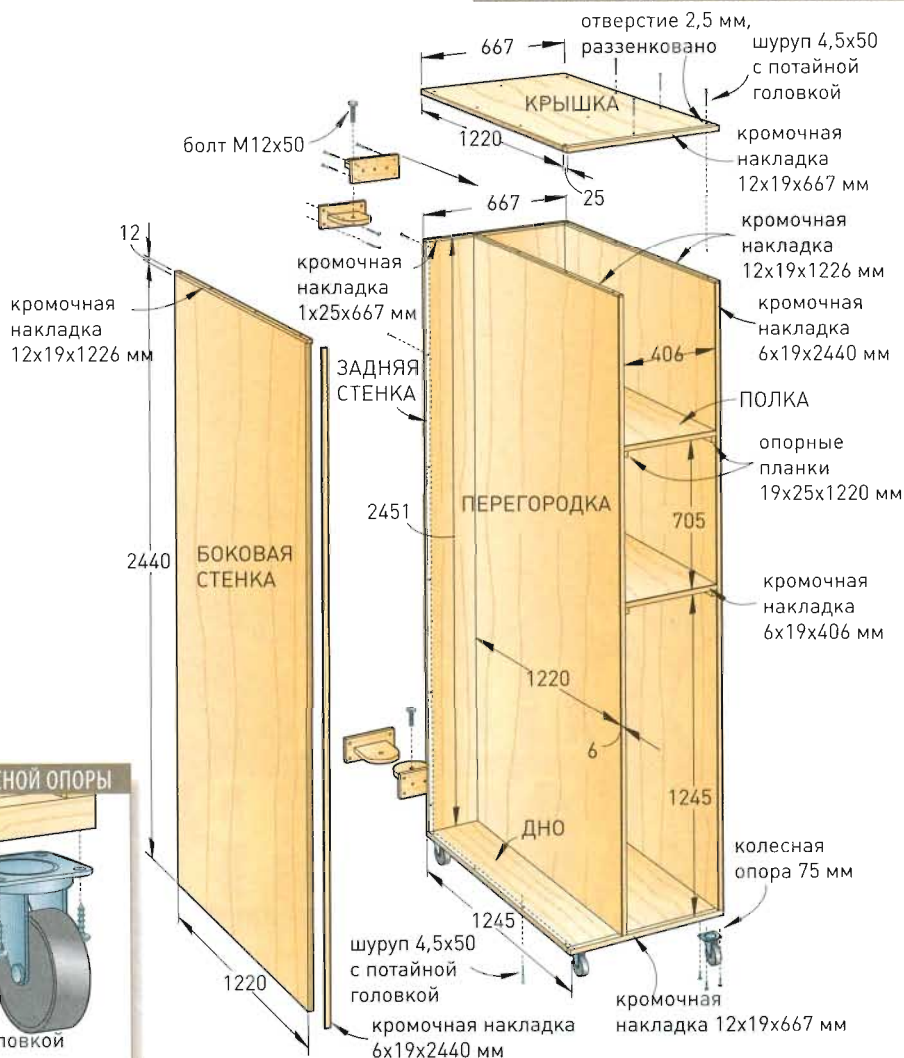 667
отверстие 2,5 мм,
раззенковано
шуруп 4,5x50
с потайной
головкой
КРЫШКА
болт М12x50
1220
кромочная
накладка
12x19x667 мм
25
667
12
кромочная
накладка
1x25x667 мм
кромочная
накладка
12x19x1226 мм
кромочная
накладка
12x19x1226 мм
кромочная
накладка
6x19x2440 мм
406
ЗАДНЯЯ
СТЕНКА
ПОЛКА
опорные
планки
19x25x1220 мм
2451
ПЕРЕГОРОДКА
705
2440
БОКОВАЯ
СТЕНКА
кромочная
накладка
6x19x406 мм
1220
6
1245
СНОЙ ОПОРЫ
ДНО
колесная
опора 75 мм
1245
1220
шуруп 4,5x50
с потайной
головкой
кромочная
накладка 12x19x667 мм
ловкой
кромочная накладка
6x19x2440 мм